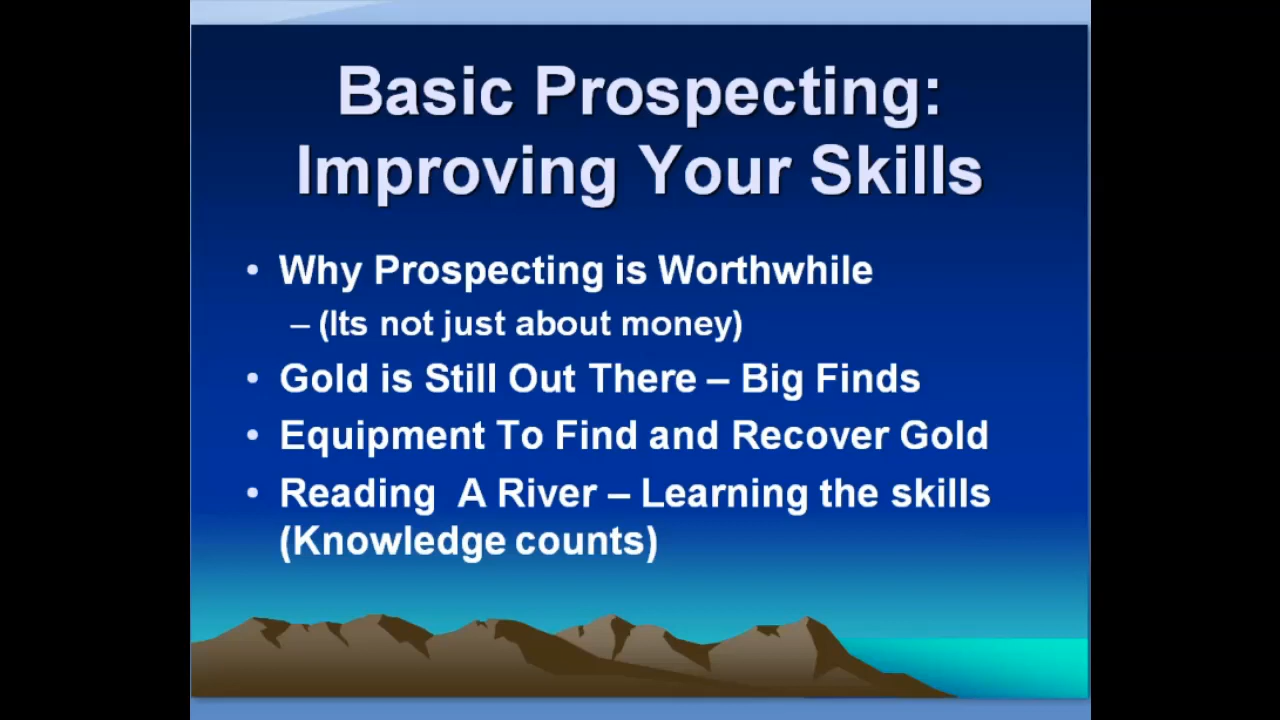 Basic Prospecting:
Improving Your Skills
• Why Prospecting is Worthwhile
– (Its not just about money)
• Gold is Still Out There – Big Finds
• Equipment To Find and Recover Gold
• Reading  A River – Learning the skills
(Knowledge counts)